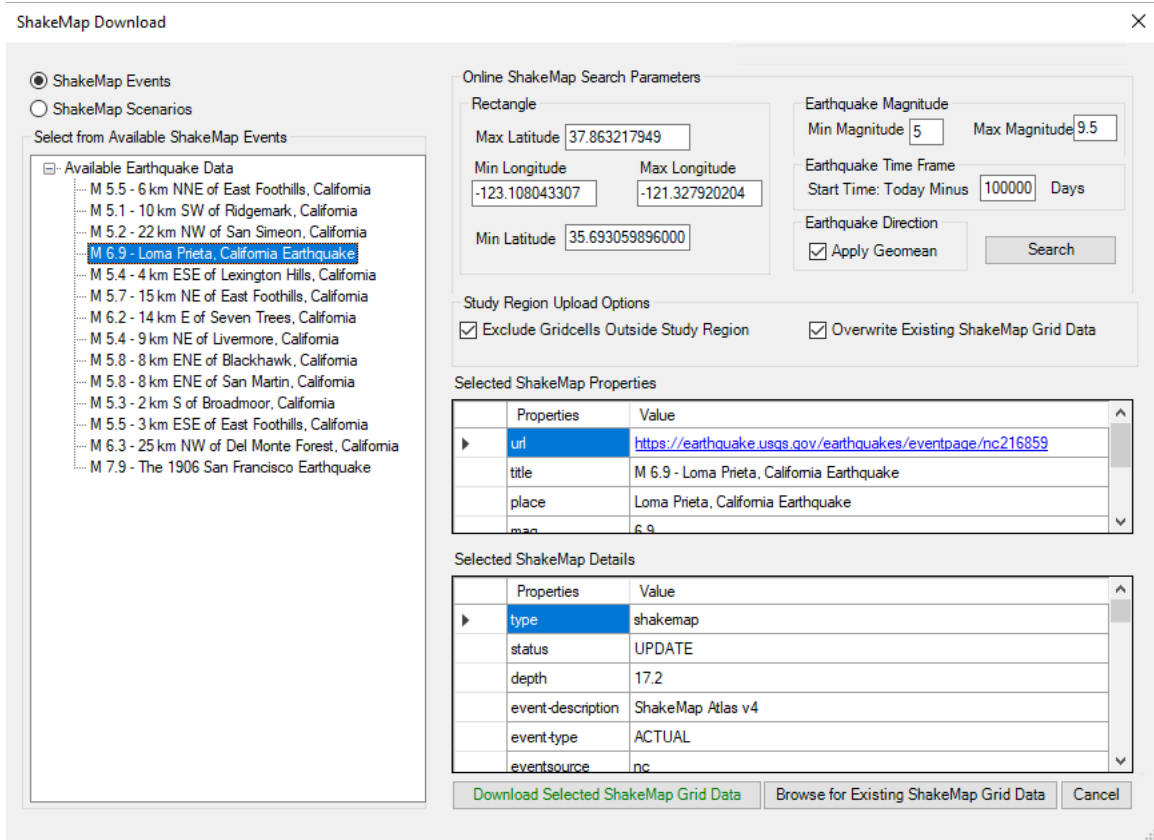 ShakeMap Download
ShakeMap Events
ShakeMap Scenarios
Select from Available ShakeMap Events
Available Earthquake Data
M 5.5 - 6 km NNE of East Foothills, California
M 5.1 - 10 km SW of Ridgemark, California
M 5.2 - 22 km NW of San Simeon, California
M 6.9 - Loma Prieta, California Earthquake
M 5.4 - 4 km ESE of Lexington Hills, California
M 5.7 - 15 km NE of East Foothills, California
M 6.2 - 14 km E of Seven Trees, California
M 5.4 - 9 km NE of Livermore, California
M 5.8 - 8 km ENE of Blackhawk, California
M 5.8 - 8 km ENE of San Martin, California
M 5.3 - 2 km S of Broadmoor, California
M 5.5 - 3 km ESE of East Foothills, California
M 6.3 - 25 km NW of Del Monte Forest, California
M 7.9 - The 1906 San Francisco Earthquake
Online ShakeMap Search Parameters
Rectangle
Max Latitude 37.863217949
Min Longitude Max Longitude
-123.108043307 -121.327920204
Min Latitude 35.693059896000
Earthquake Magnitude
Min Magnitude 5 Max Magnitude 9.5
Earthquake Time Frame
Start Time: Today Minus 100000 Days
Earthquake Direction
Apply Geomean
Search
Study Region Upload Options
Exclude Gridcells Outside Study Region Overwrite Existing ShakeMap Grid Data
Selected ShakeMap Properties
Properties Value
url https://earthquake.usgs.gov/earthquakes/eventpage/nc216859
title M 6.9 - Loma Prieta, California Earthquake
place Loma Prieta, California Earthquake
mag 6.9
Selected ShakeMap Details
Properties Value
type shakemap
status UPDATE
depth 17.2
event-description ShakeMap Atlas v4
event-type ACTUAL
eventsource nc
Download Selected ShakeMap Grid Data Browse for Existing ShakeMap Grid Data Cancel